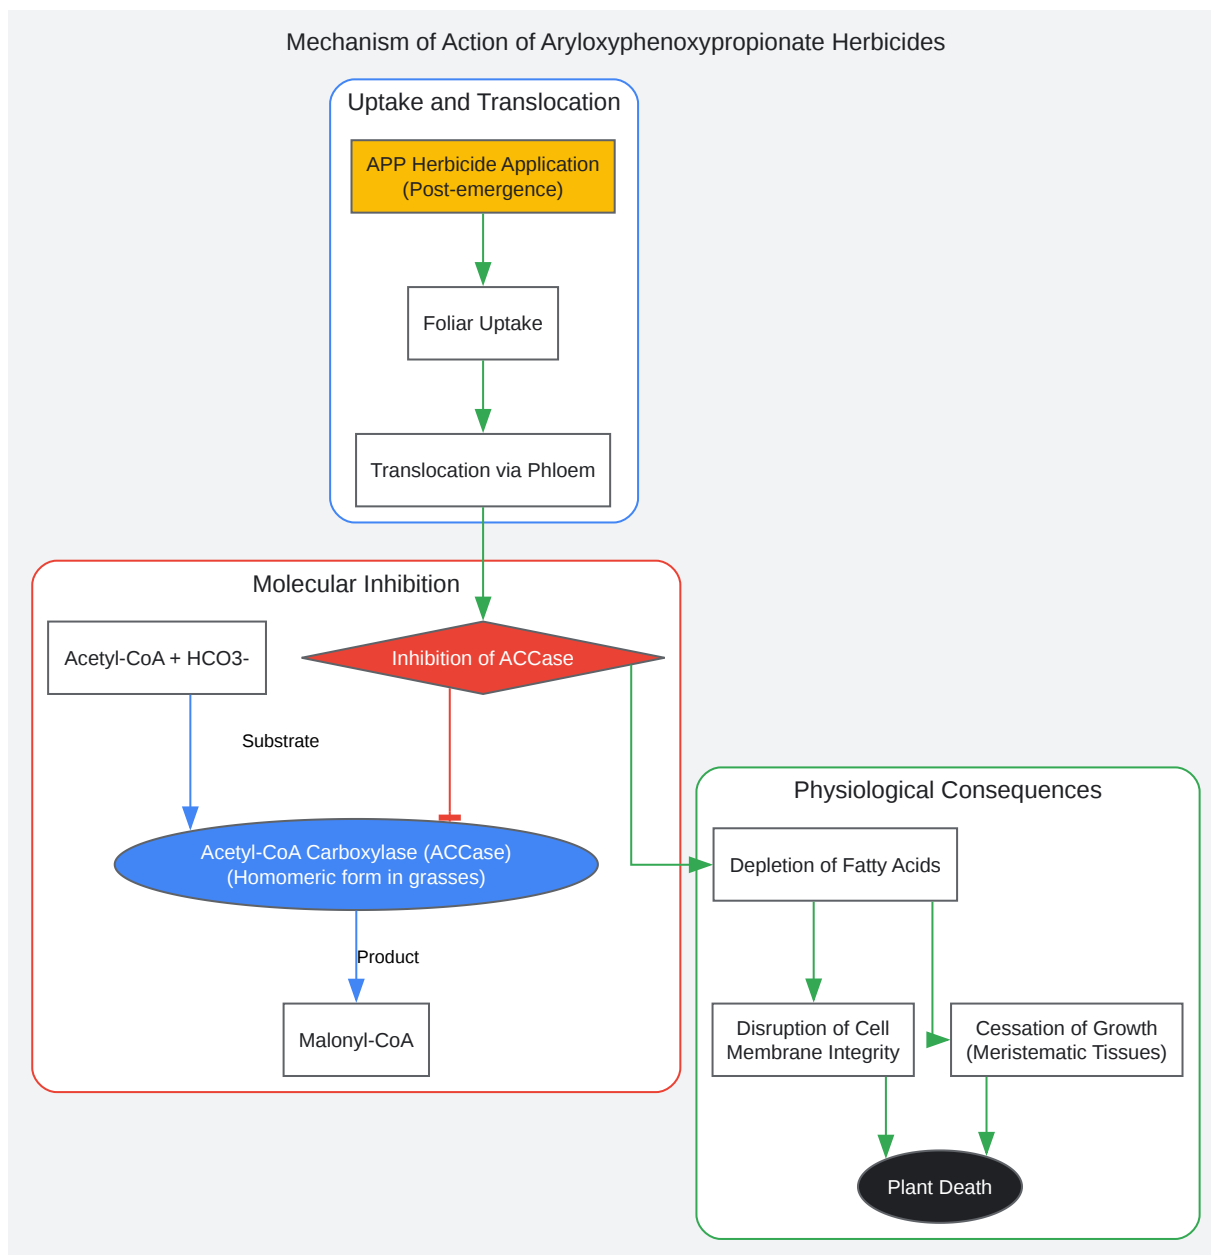 Mechanism of Action of Aryloxyphenoxypropionate Herbicides
Uptake and Translocation
APP Herbicide Application
(Post-emergence)
Foliar Uptake
Translocation via Phloem
Molecular Inhibition
Acetyl-CoA + HCO3-
Inhibition of ACCase
Substrate
Acetyl-CoA Carboxylase (ACCase)
(Homomeric form in grasses)
Product
Malonyl-CoA
Physiological Consequences
Depletion of Fatty Acids
Disruption of Cell
Membrane Integrity
Cessation of Growth
(Meristematic Tissues)
Plant Death